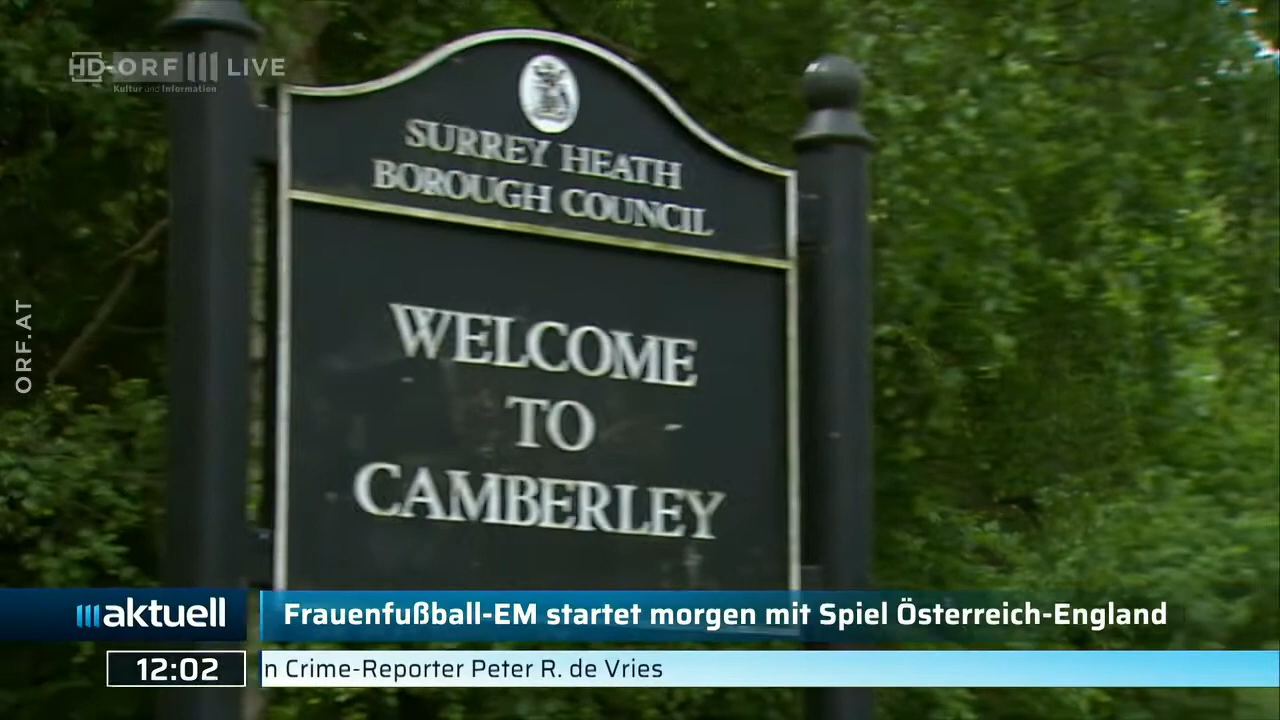 HD-ORF III LIVE
Kultur und Information
SURREY HEATH
BOROUGH COUNCIL
WELCOME
TO
CAMBERLEY
ORF.AT
III aktuell
Frauenfußball-EM startet morgen mit Spiel Österreich-England
12:02
n Crime-Reporter Peter R. de Vries